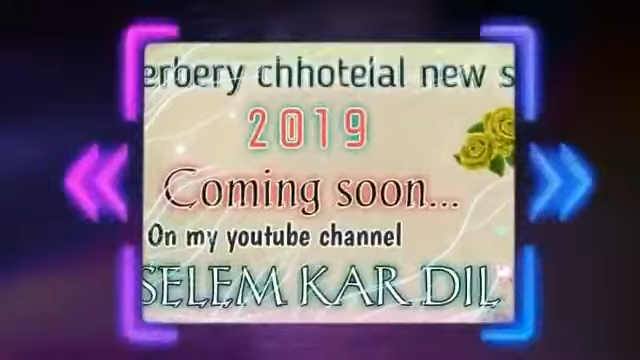 erbery chhotelal new s
2019
Coming soon...
On my youtube channel
SELEM KAR DIL